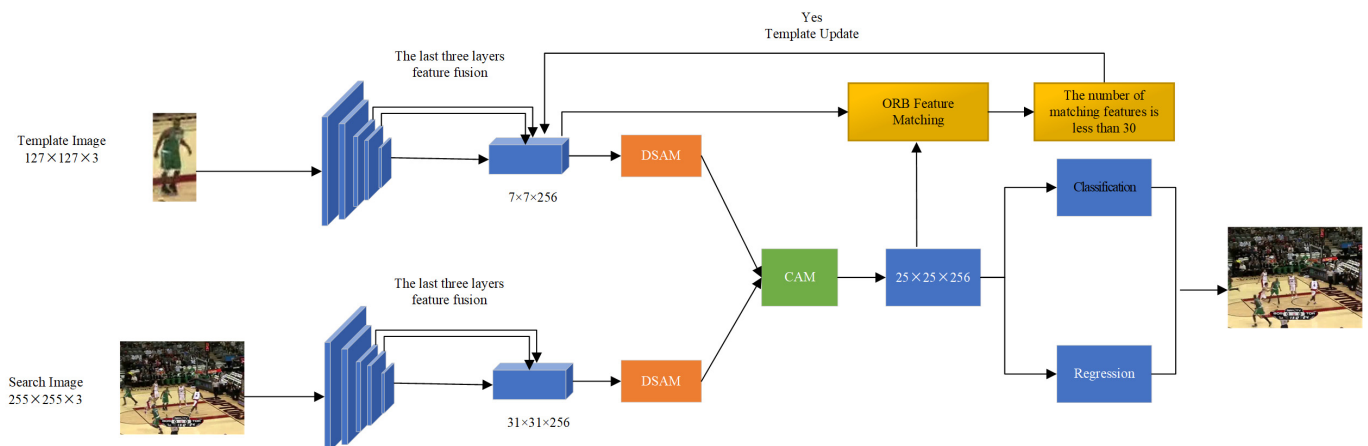 Yes
Template Update
The last three layers
feature fusion
ORB Feature
Matching
The number of
matching features is
less than 30
Template Image
127×127×3
DSAM
7×7×256
Classification
CAM
25×25×256
The last three layers
feature fusion
Search Image
255×255×3
DSAM
Regression
31×31×256